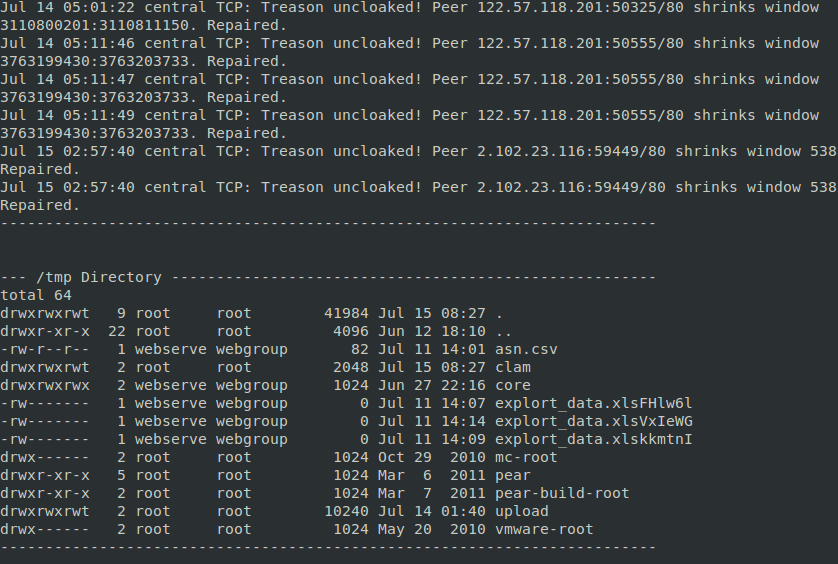 Jul 14 05:01:22 central TCP: Treason uncloaked! Peer 122.57.118.201:50325/80 shrinks window
3110800201:3110811150. Repaired.
Jul 14 05:11:46 central TCP: Treason uncloaked! Peer 122.57.118.201:50555/80 shrinks window
3763199430:3763203733. Repaired.
Jul 14 05:11:47 central TCP: Treason uncloaked! Peer 122.57.118.201:50555/80 shrinks window
3763199430:3763203733. Repaired.
Jul 14 05:11:49 central TCP: Treason uncloaked! Peer 122.57.118.201:50555/80 shrinks window
3763199430:3763203733. Repaired.
Jul 15 02:57:40 central TCP: Treason uncloaked! Peer 2.102.23.116:59449/80 shrinks window 538
Repaired.
Jul 15 02:57:40 central TCP: Treason uncloaked! Peer 2.102.23.116:59449/80 shrinks window 538
Repaired.
-------------------------------------------------------------------------
--- /tmp Directory ------------------------------------------------------
total 64
drwxrwxrwt   9 root     root        41984 Jul 15 08:27 .
drwxr-xr-x  22 root     root         4096 Jun 12 18:10 ..
-rw-r--r--   1 webserve webgroup       82 Jul 11 14:01 asn.csv
drwxrwxrwt   2 root     root         2048 Jul 15 08:27 clam
drwxrwxrwx   2 webserve webgroup     1024 Jun 27 22:16 core
-rw-------   1 webserve webgroup        0 Jul 11 14:07 explort_data.xlsFHlw6l
-rw-------   1 webserve webgroup        0 Jul 11 14:14 explort_data.xlsVxIeWG
-rw-------   1 webserve webgroup        0 Jul 11 14:09 explort_data.xlskkmtnI
drwx------   2 root     root         1024 Oct 29  2010 mc-root
drwxr-xr-x   5 root     root         1024 Mar  6  2011 pear
drwxr-xr-x   2 root     root         1024 Mar  7  2011 pear-build-root
drwxrwxrwt   2 root     root        10240 Jul 14 01:40 upload
drwx------   2 root     root         1024 May 20  2010 vmware-root
-------------------------------------------------------------------------